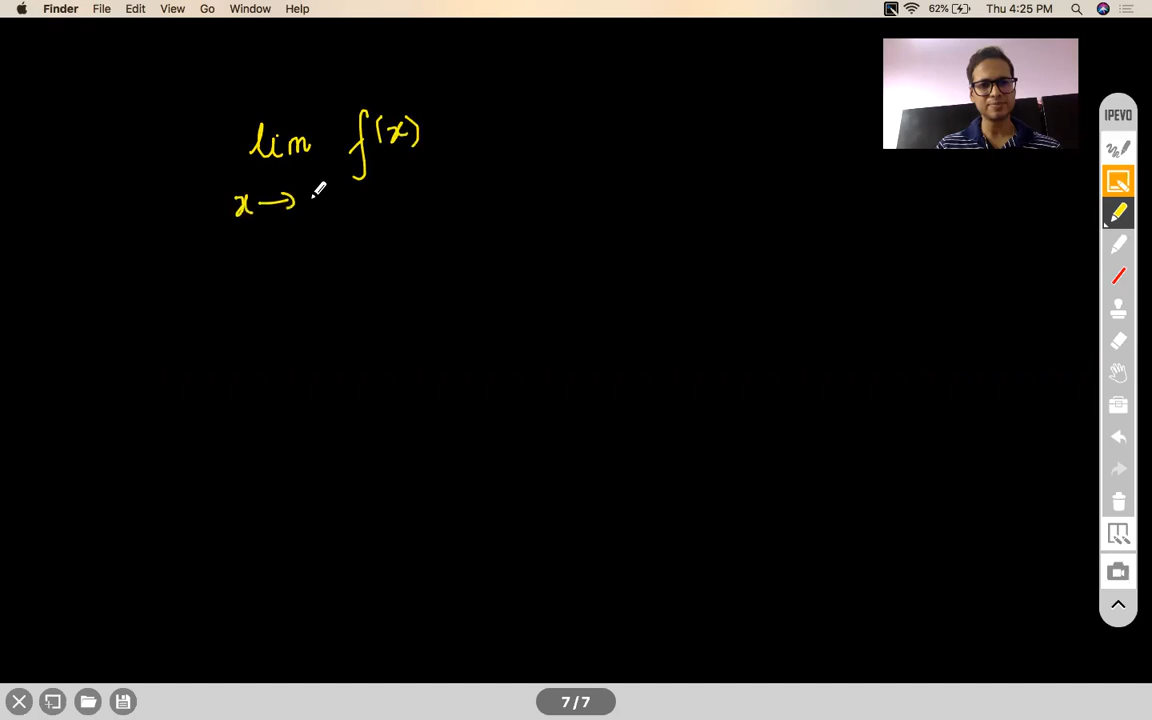 Finder File Edit View Go Window Help 62% Thu 4:25 PM
IPEVO
lim f(x)
x →
7 / 7